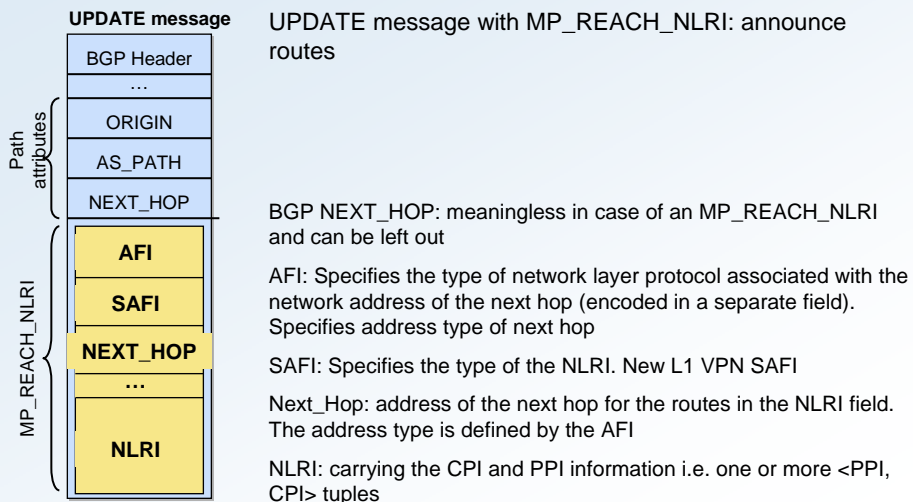 UPDATE message
BGP Header
…
ORIGIN
AS_PATH
NEXT_HOP
Path
attributes
AFI
SAFI
NEXT_HOP
…
NLRI
MP_REACH_NLRI
UPDATE message with MP_REACH_NLRI: announce
routes
BGP NEXT_HOP: meaningless in case of an MP_REACH_NLRI
and can be left out
AFI: Specifies the type of network layer protocol associated with the
network address of the next hop (encoded in a separate field).
Specifies address type of next hop
SAFI: Specifies the type of the NLRI. New L1 VPN SAFI
Next_Hop: address of the next hop for the routes in the NLRI field.
The address type is defined by the AFI
NLRI: carrying the CPI and PPI information i.e. one or more <PPI,
CPI> tuples